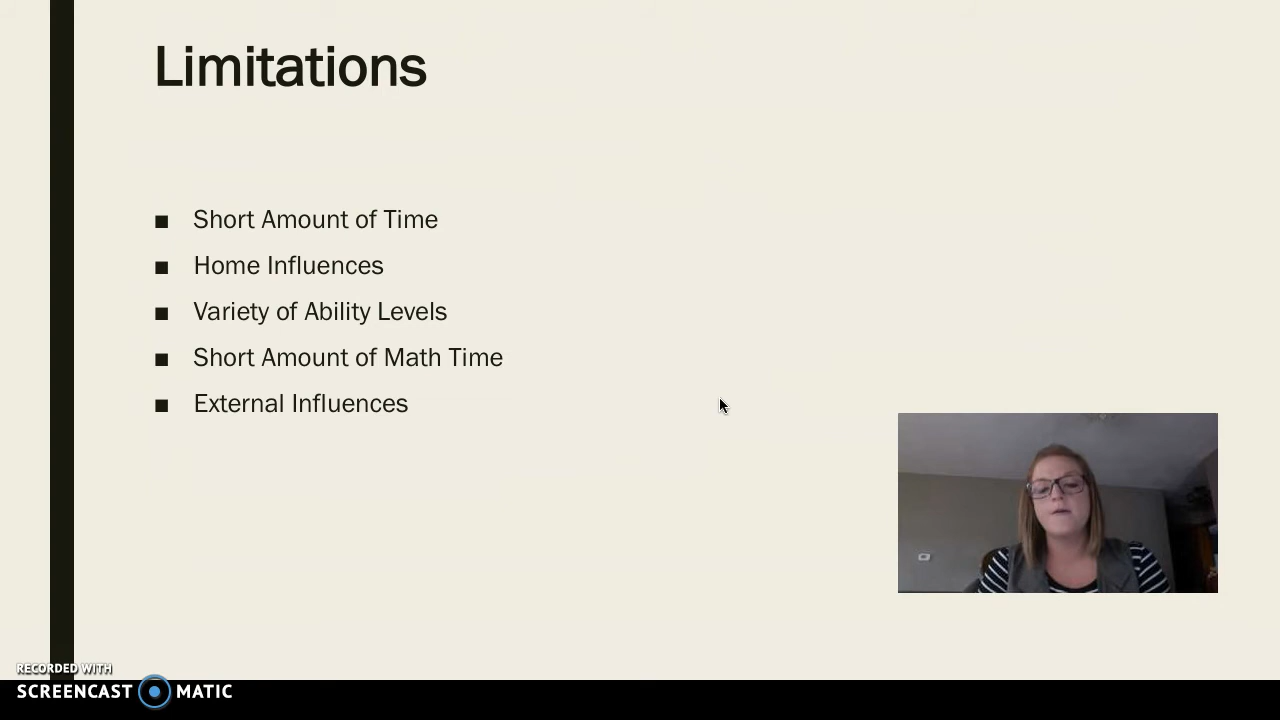 Limitations
Short Amount of Time
Home Influences
Variety of Ability Levels
Short Amount of Math Time
External Influences
RECORDED WITH
SCREENCAST MATIC